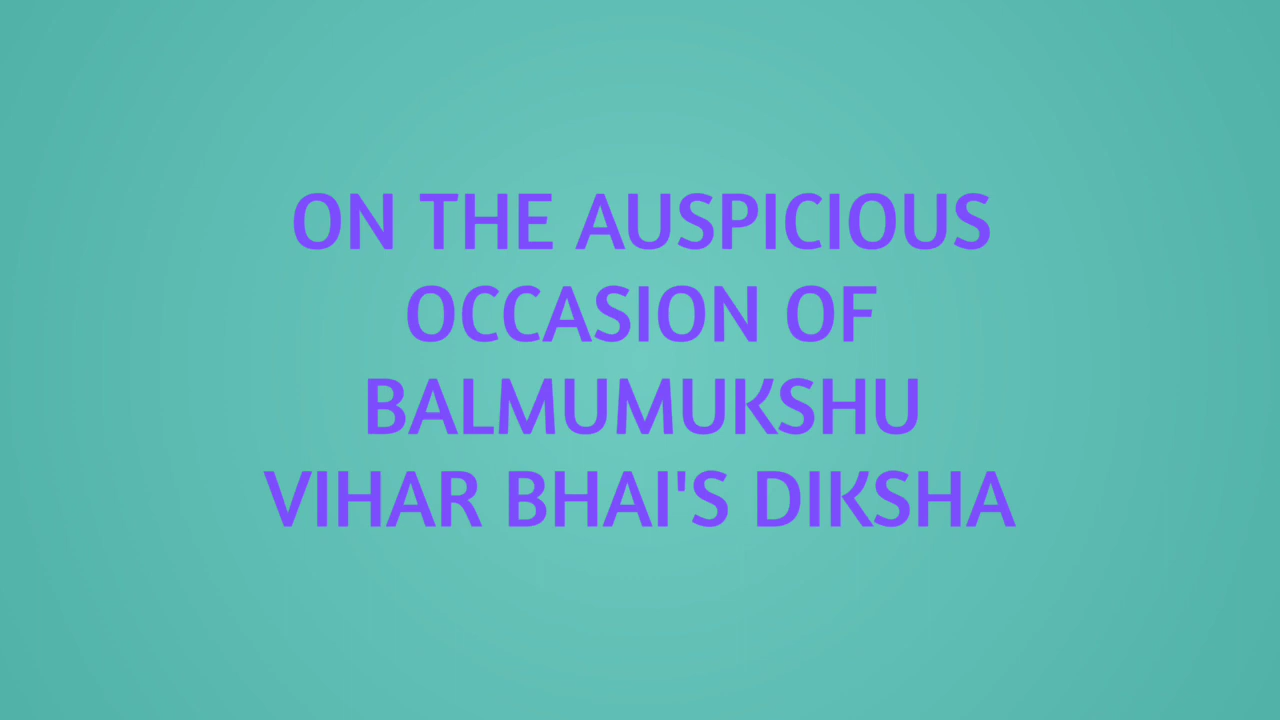 ON THE AUSPICIOUS
OCCASION OF
BALMUMUKSHU
VIHAR BHAI'S DIKSHA